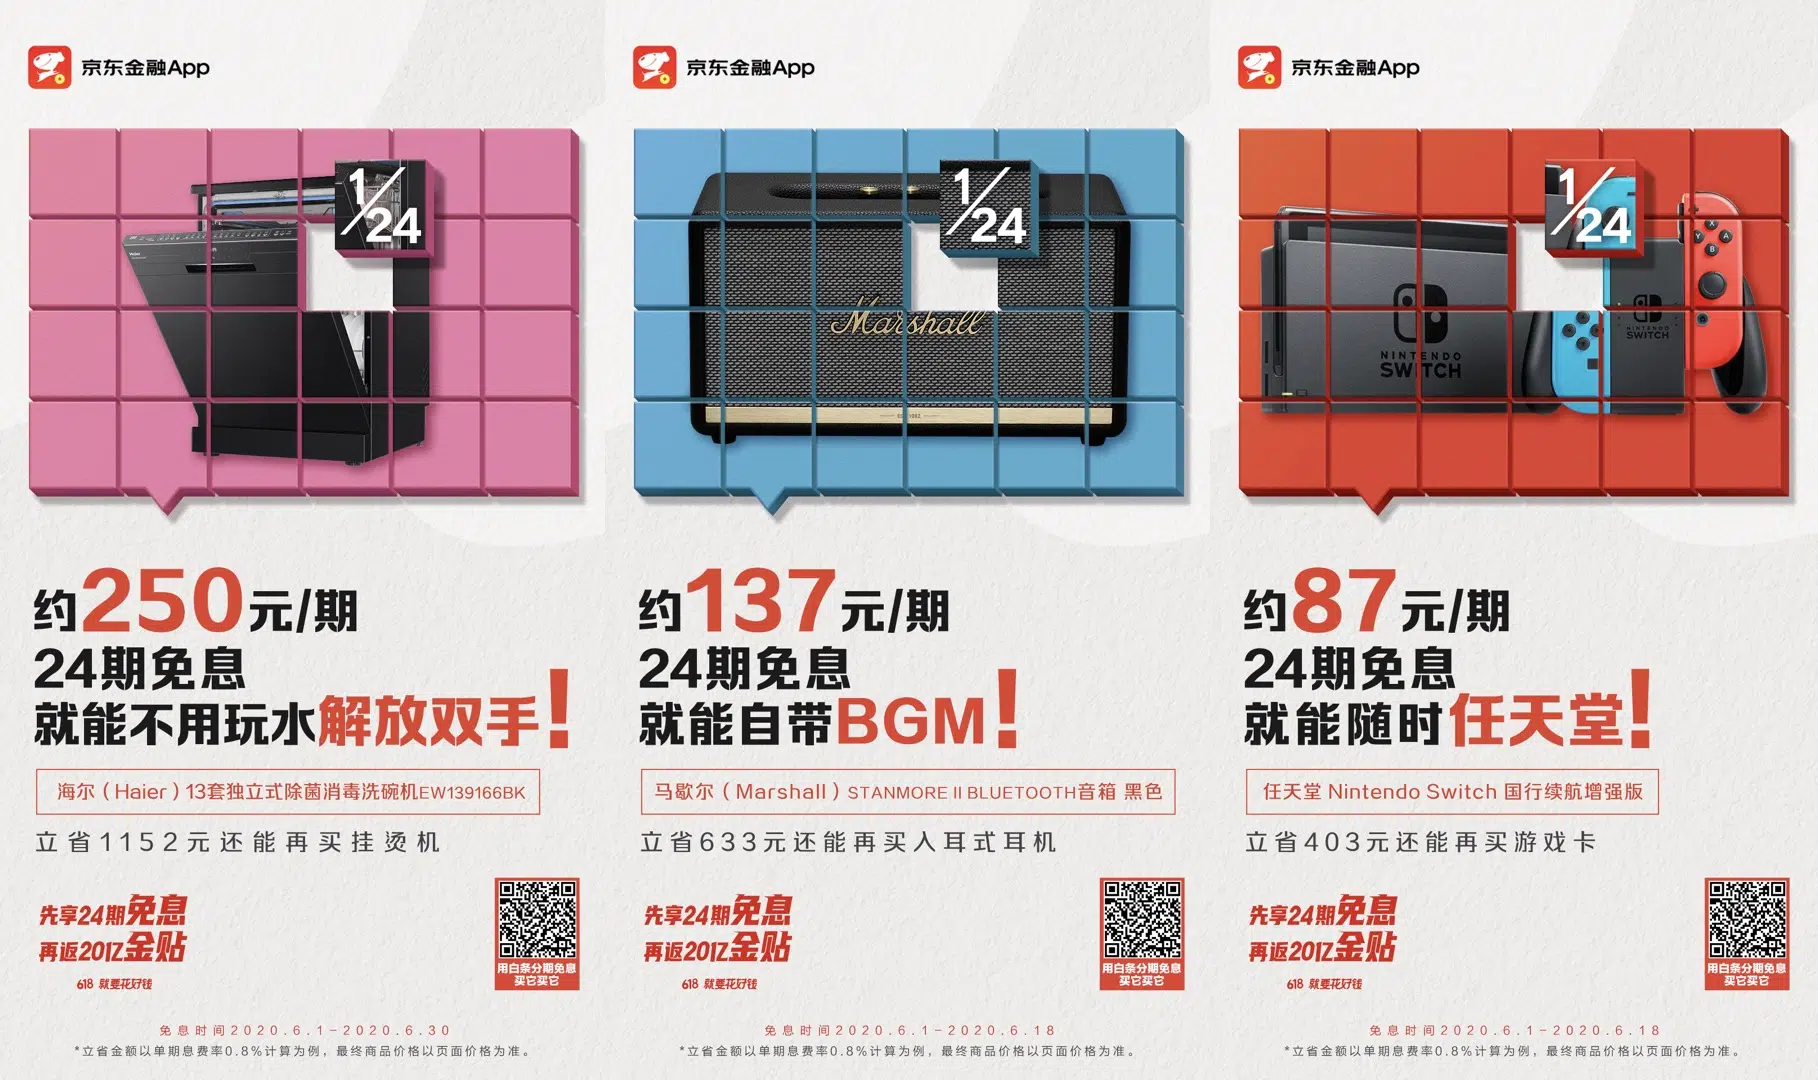 京东金融App
1/24
Haier
约250元/期
24期免息
就能不用玩水解放双手!
海尔（Haier）13套独立式除菌消毒洗碗机EW139166BK
立省1152元还能再买挂烫机
先享24期免息
再返20亿金贴
618 就要花好钱
用白条分期免息
买它买它
免息时间2020.6.1-2020.6.30
*立省金额以单期息费率0.8%计算为例，最终商品价格以页面价格为准。
京东金融App
1/24
Marshall
约137元/期
24期免息
就能自带BGM!
马歇尔（Marshall）STANMORE II BLUETOOTH音箱 黑色
立省633元还能再买入耳式耳机
先享24期免息
再返20亿金贴
618 就要花好钱
用白条分期免息
买它买它
免息时间2020.6.1-2020.6.18
*立省金额以单期息费率0.8%计算为例，最终商品价格以页面价格为准。
京东金融App
1/24
X
Y A
B
NINTENDO
SWITCH
NINTENDO
SWITCH
约87元/期
24期免息
就能随时任天堂!
任天堂 Nintendo Switch 国行续航增强版
立省403元还能再买游戏卡
先享24期免息
再返20亿金贴
618 就要花好钱
用白条分期免息
买它买它
免息时间2020.6.1-2020.6.18
*立省金额以单期息费率0.8%计算为例，最终商品价格以页面价格为准。